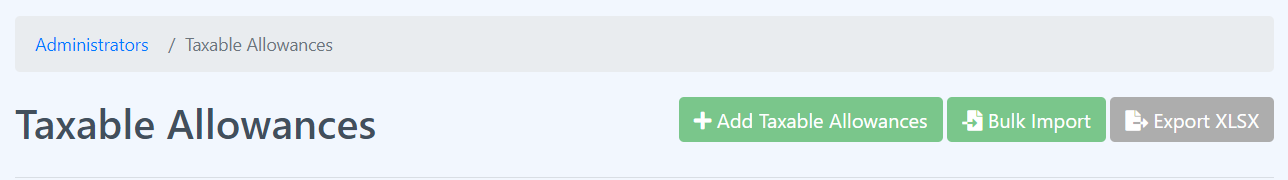 Administrators / Taxable Allowances
Taxable Allowances
Add Taxable Allowances Bulk Import Export XLSX